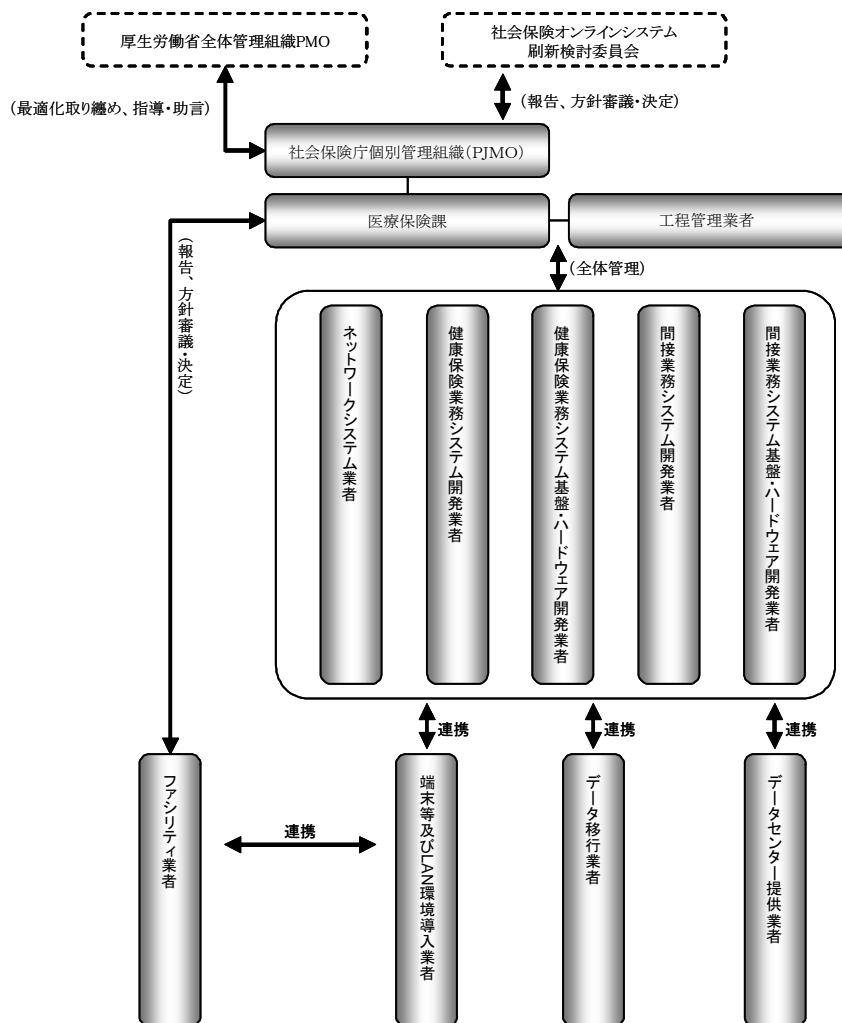 厚生労働省全体管理組織PMO
社会保険オンラインシステム
刷新検討委員会
(最適化取り纏め、指導・助言)
(報告、方針審議・決定)
社会保険庁個別管理組織(PJMO)
医療保険課
工程管理業者
(報告、方針審議・決定)
(全体管理)
ネットワークシステム業者
健康保険業務システム開発業者
健康保険業務システム基盤・ハードウェア開発業者
間接業務システム開発業者
間接業務システム基盤・ハードウェア開発業者
連携
連携
連携
ファシリティ業者
連携
端末等及びLAN環境導入業者
データ移行業者
データセンター提供業者